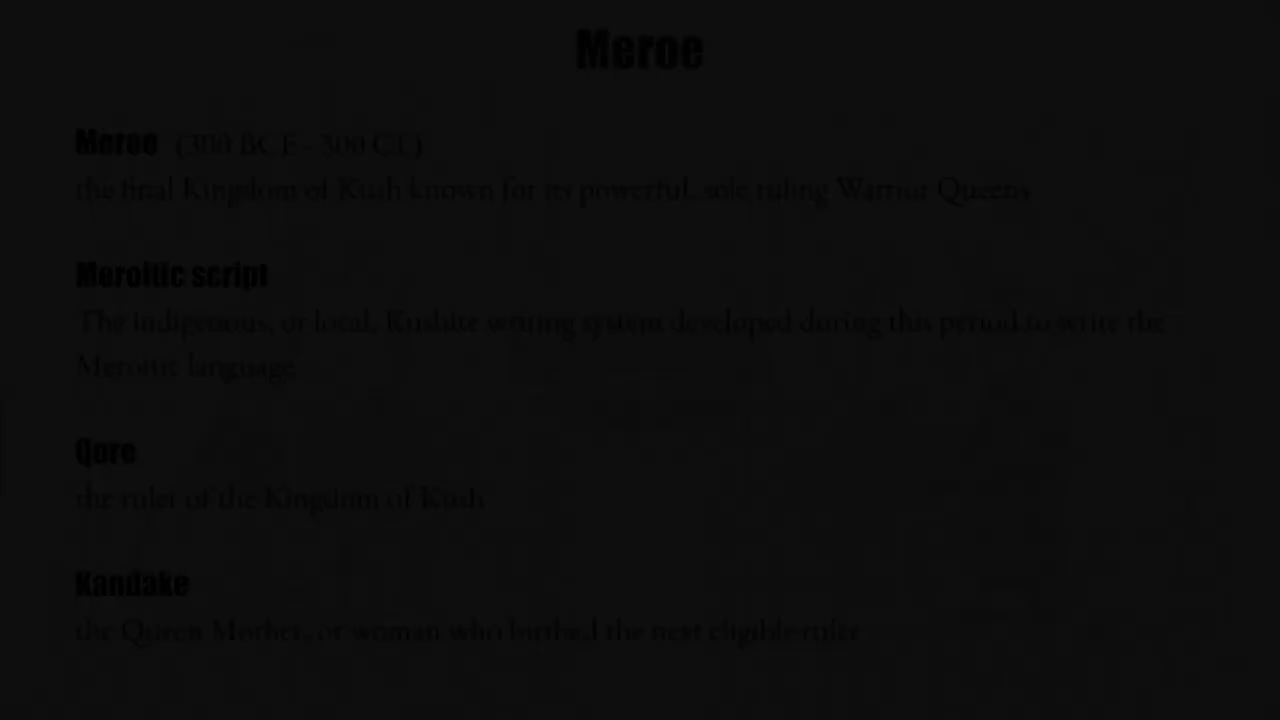 Meroe
Meroe (300 BCE - 300 CE)
the final Kingdom of Kush known for its powerful, sole ruling Warrior Queens
Meroitic script
The indigenous, or local, Kushite writing system developed during this period to write the
Meroitic language.
Qore
the ruler of the Kingdom of Kush
Kandake
the Queen Mother, or woman who birthed the next eligible ruler